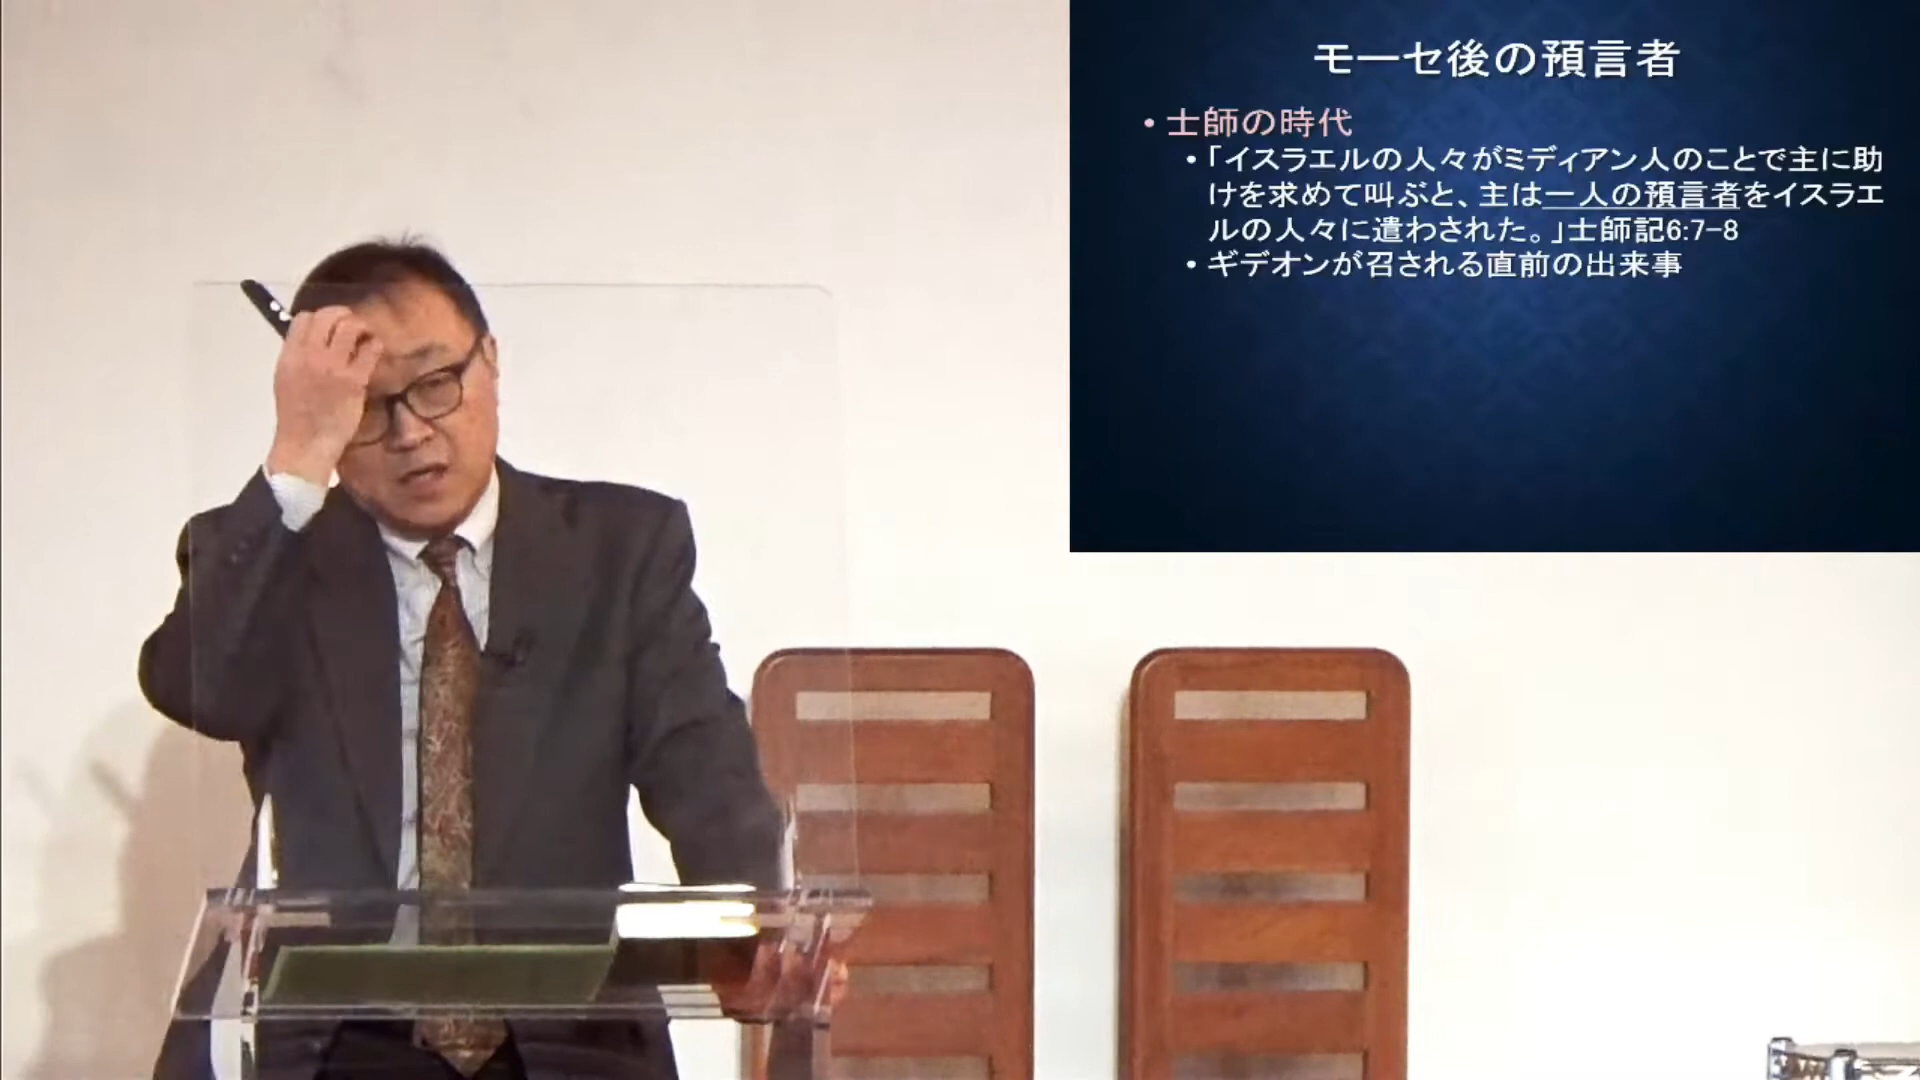 モーセ後の預言者
• 士師の時代
• 「イスラエルの人々がミディアン人のことで主に助
けを求めて叫ぶと、主は一人の預言者をイスラエ
ルの人々に遣わされた。」士師記6:7-8
• ギデオンが召される直前の出来事